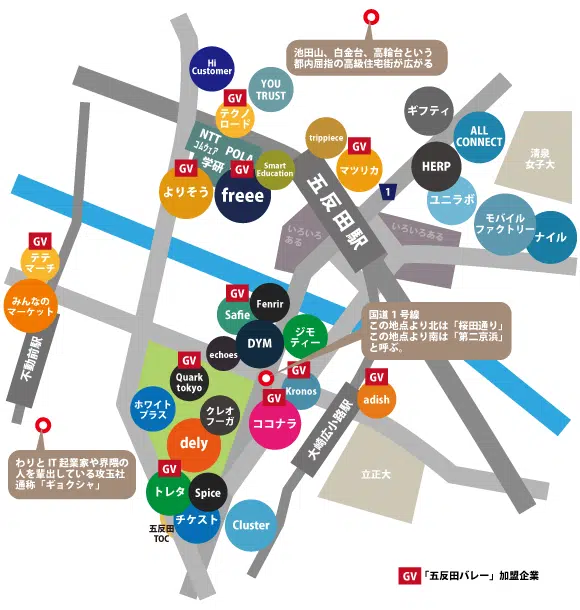 池田山、白金台、高輪台という
都内屈指の高級住宅街が広がる
Hi
Customer
YOU
TRUST
GV
テクノ
ロード
NTT
コムウェア
POLA
学研
trippiece
ギフティ
ALL
CONNECT
清泉
女子大
GV
よりそう
GV
freee
Smart
Education
GV
マツリカ
HERP
1
ユニラボ
五反田駅
いろいろ
ある
いろいろある
モバイル
ファクトリー
ナイル
GV
テテ
マーチ
みんなの
マーケット
GV
Safie
Fenrir
DYM
ジモ
ティー
国道1号線
この地点より北は「桜田通り」
この地点より南は「第二京浜」
と呼ぶ。
echoes
不動前駅
GV
Quark
tokyo
GV
Kronos
GV
adish
ホワイト
プラス
クレオ
フーガ
GV
ココナラ
大崎広小路駅
dely
わりとIT起業家や界隈の
人を輩出している攻玉社
通称「ギョクシャ」
GV
トレタ
Spice
立正大
チケスト
五反田
TOC
Cluster
GV
「五反田バレー」加盟企業